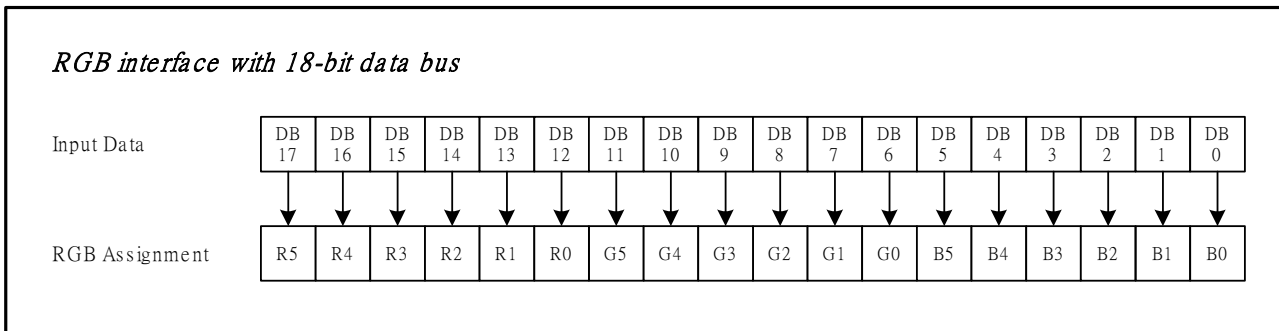 RGB interface with 18-bit data bus
Input Data DB 17 DB 16 DB 15 DB 14 DB 13 DB 12 DB 11 DB 10 DB 9 DB 8 DB 7 DB 6 DB 5 DB 4 DB 3 DB 2 DB 1 DB 0
RGB Assignment R5 R4 R3 R2 R1 R0 G5 G4 G3 G2 G1 G0 B5 B4 B3 B2 B1 B0